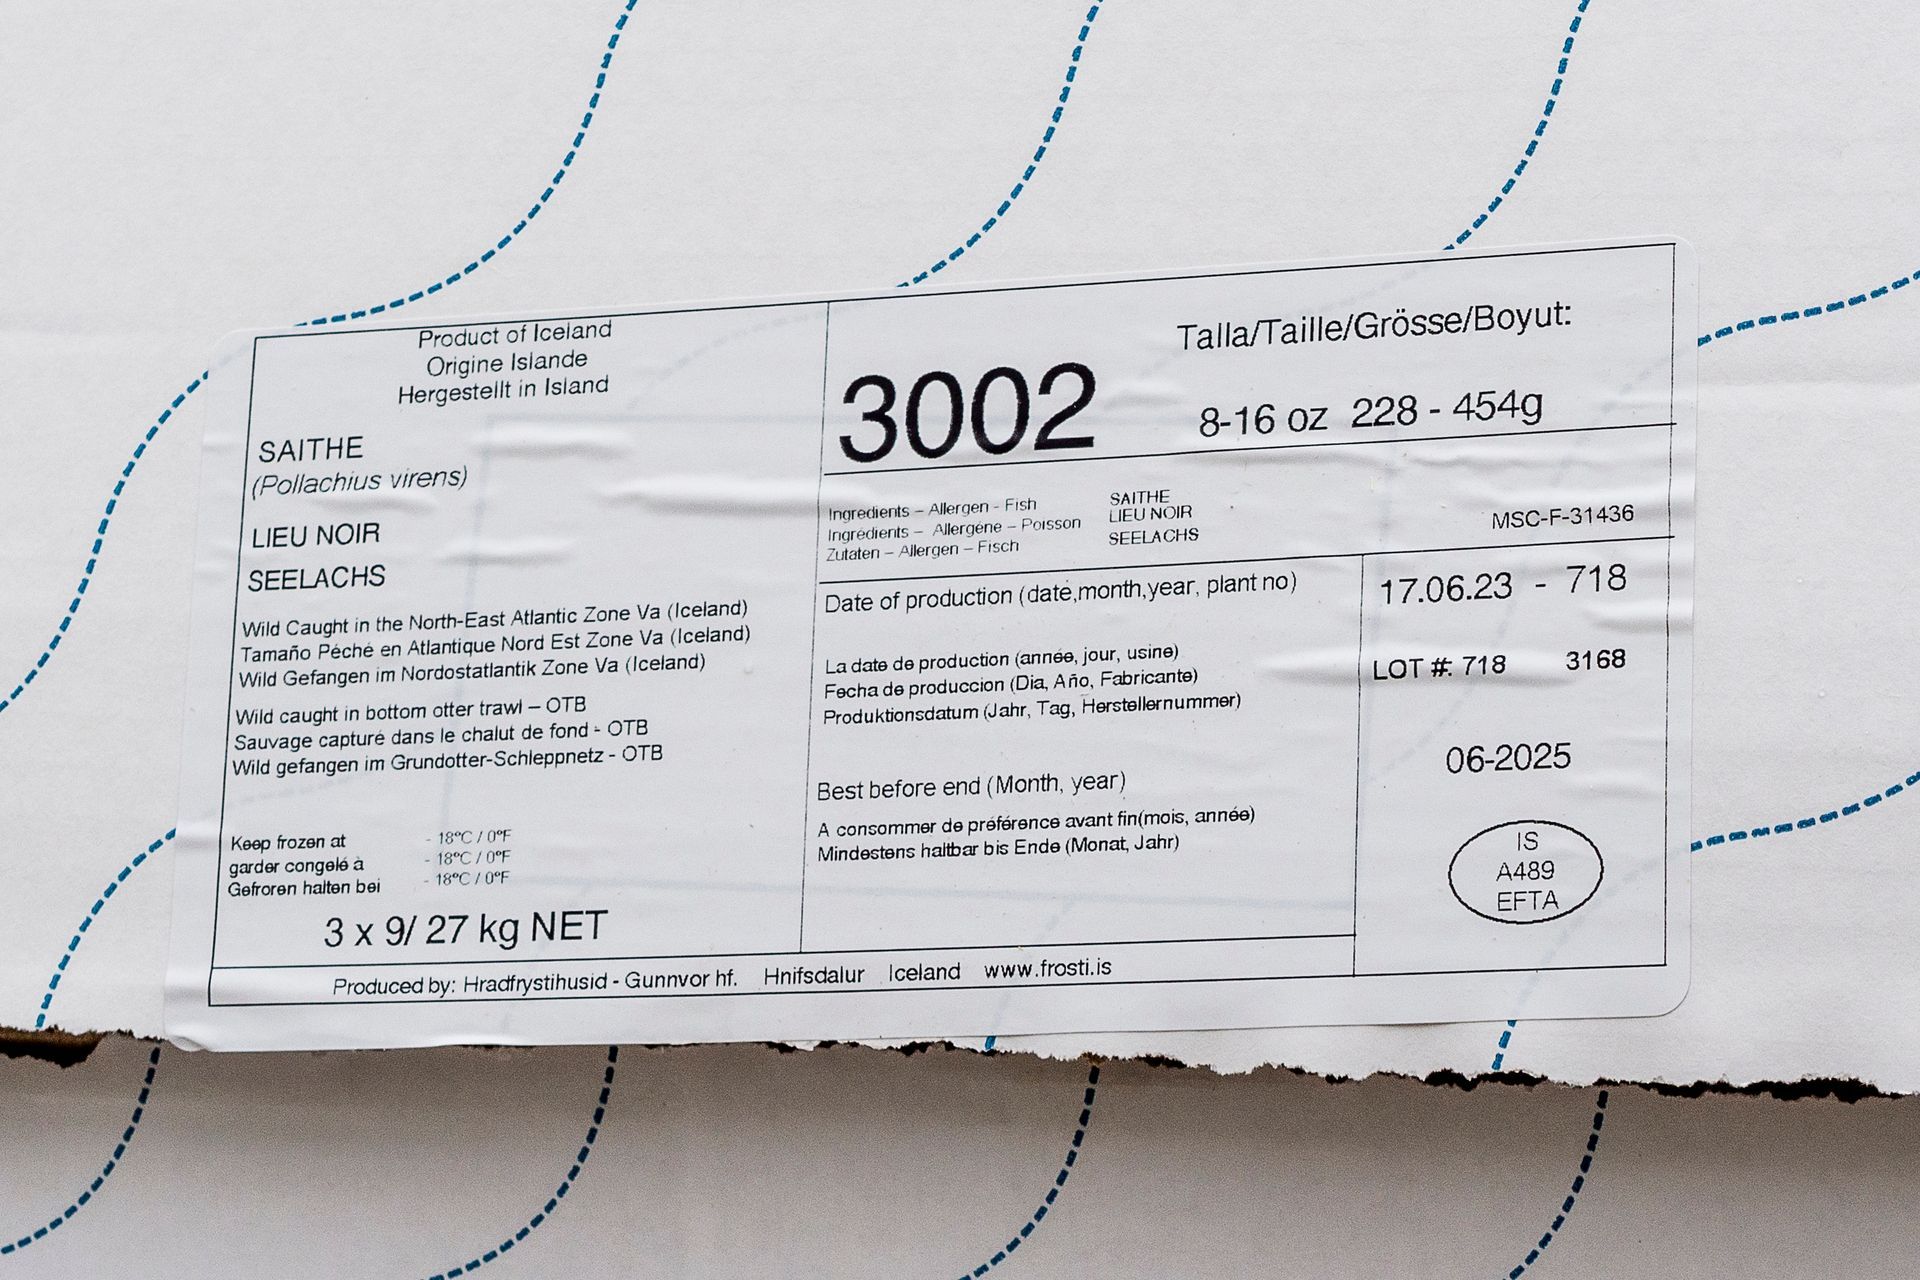 Product of Iceland
Origine Islande
Hergestellt in Island
SAITHE
(Pollachius virens)
LIEU NOIR
SEELACHS
Wild Caught in the North-East Atlantic Zone Va (Iceland)
Tamaño Péché en Atlantique Nord Est Zone Va (Iceland)
Wild Gefangen im Nordostatlantik Zone Va (Iceland)
Wild caught in bottom otter trawl – OTB
Sauvage capturé dans le chalut de fond - OTB
Wild gefangen im Grundotter-Schleppnetz - OTB
Keep frozen at - 18ºC / 0ºF
garder congelé à - 18ºC / 0ºF
Gefroren halten bei - 18ºC / 0ºF
3 x 9/ 27 kg NET
3002
Talla/Taille/Grösse/Boyut:
8-16 oz 228 - 454g
Ingredients – Allergen - Fish SAITHE
Ingrédients – Allergéne – Poisson LIEU NOIR
Zutaten – Allergen – Fisch SEELACHS
MSC-F-31436
Date of production (date,month,year, plant no) 17.06.23 - 718
La date de production (année, jour, usine)
Fecha de produccion (Dia, Año, Fabricante)
Produktionsdatum (Jahr, Tag, Herstellernummer)
LOT #: 718 3168
Best before end (Month, year) 06-2025
A consommer de préférence avant fin(mois, année)
Mindestens haltbar bis Ende (Monat, Jahr)
IS
A489
EFTA
Produced by: Hradfrystihusid - Gunnvor hf. Hnifsdalur Iceland www.frosti.is